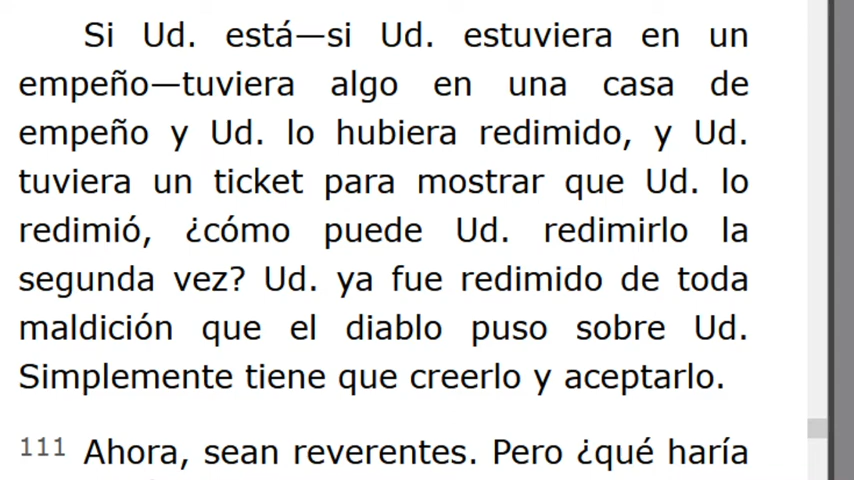 Si Ud. está—si Ud. estuviera en un
empeño—tuviera algo en una casa de
empeño y Ud. lo hubiera redimido, y Ud.
tuviera un ticket para mostrar que Ud. lo
redimió, ¿cómo puede Ud. redimirlo la
segunda vez? Ud. ya fue redimido de toda
maldición que el diablo puso sobre Ud.
Simplemente tiene que creerlo y aceptarlo.
111 Ahora, sean reverentes. Pero ¿qué haría